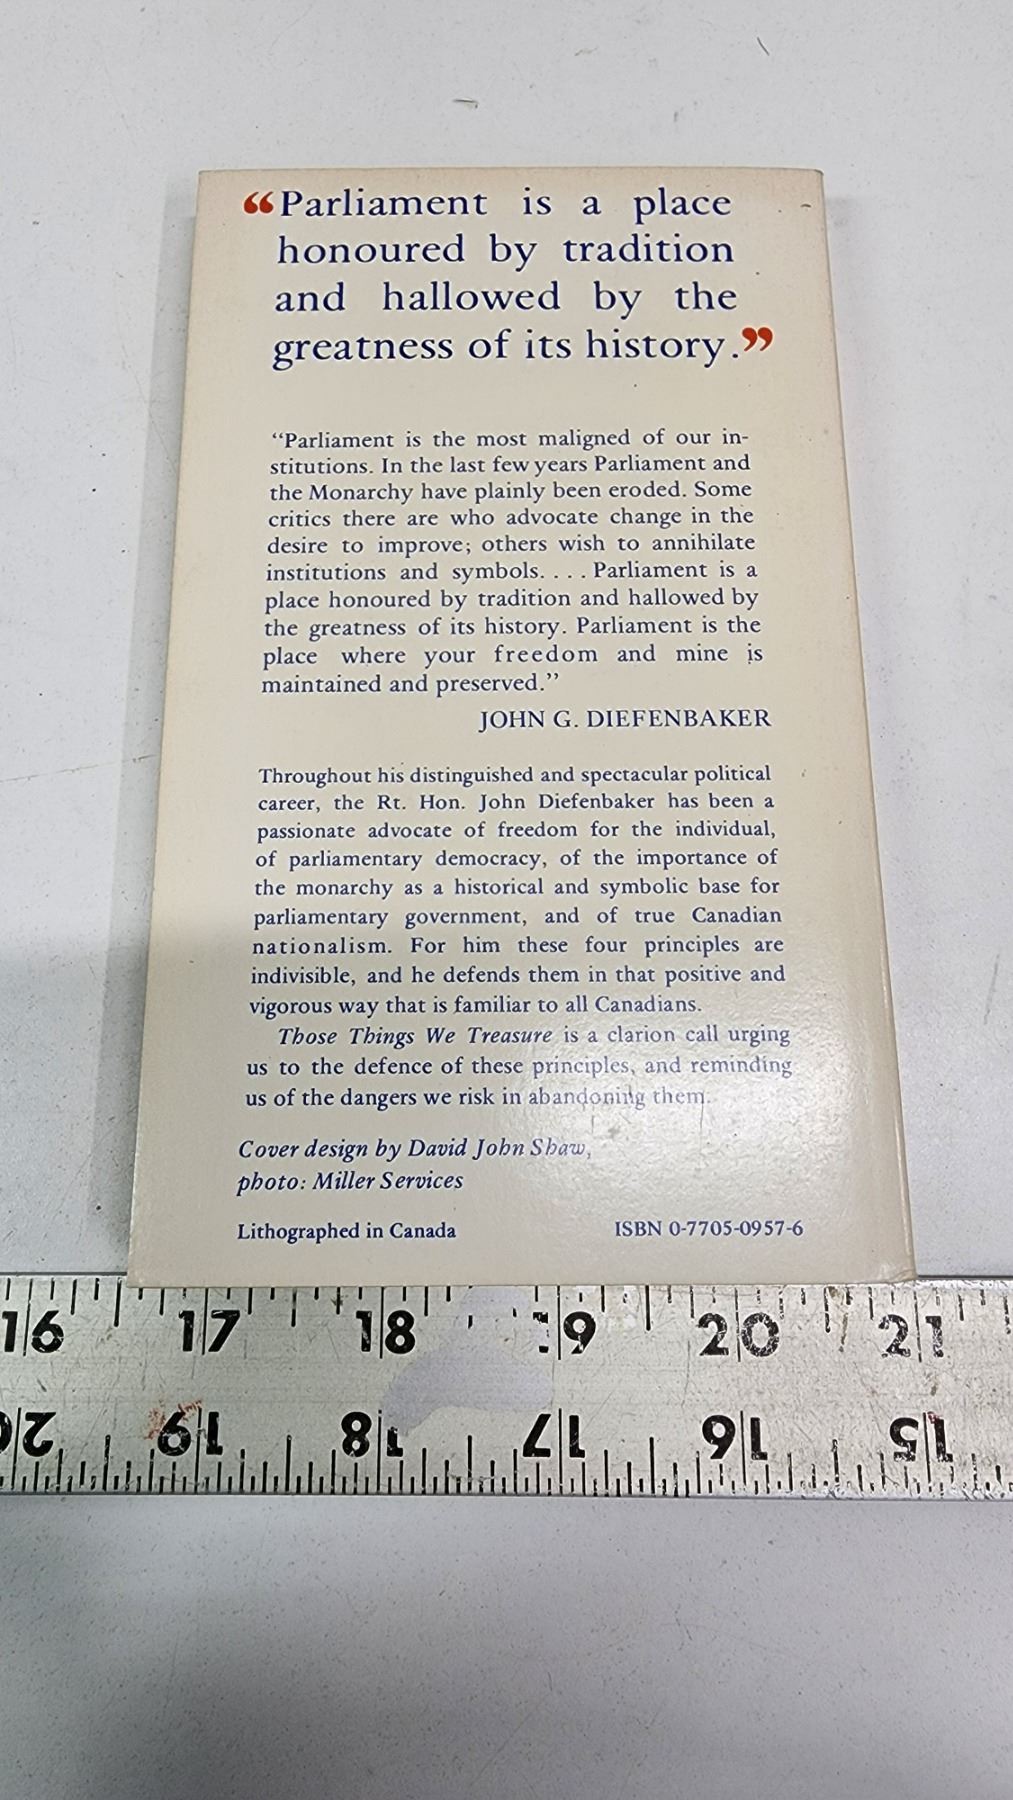 “Parliament is a place
honoured by tradition
and hallowed by the
greatness of its history.”
“Parliament is the most maligned of our in-
stitutions. In the last few years Parliament and
the Monarchy have plainly been eroded. Some
critics there are who advocate change in the
desire to improve; others wish to annihilate
institutions and symbols. . . . Parliament is a
place honoured by tradition and hallowed by
the greatness of its history. Parliament is the
place where your freedom and mine is
maintained and preserved.”
JOHN G. DIEFENBAKER
Throughout his distinguished and spectacular political
career, the Rt. Hon. John Diefenbaker has been a
passionate advocate of freedom for the individual,
of parliamentary democracy, of the importance of
the monarchy as a historical and symbolic base for
parliamentary government, and of true Canadian
nationalism. For him these four principles are
indivisible, and he defends them in that positive and
vigorous way that is familiar to all Canadians.
Those Things We Treasure is a clarion call urging
us to the defence of these principles, and reminding
us of the dangers we risk in abandoning them.
Cover design by David John Shaw,
photo: Miller Services
Lithographed in Canada ISBN 0-7705-0957-6
16 17 18 19 20 21
20 19 18 17 16 15